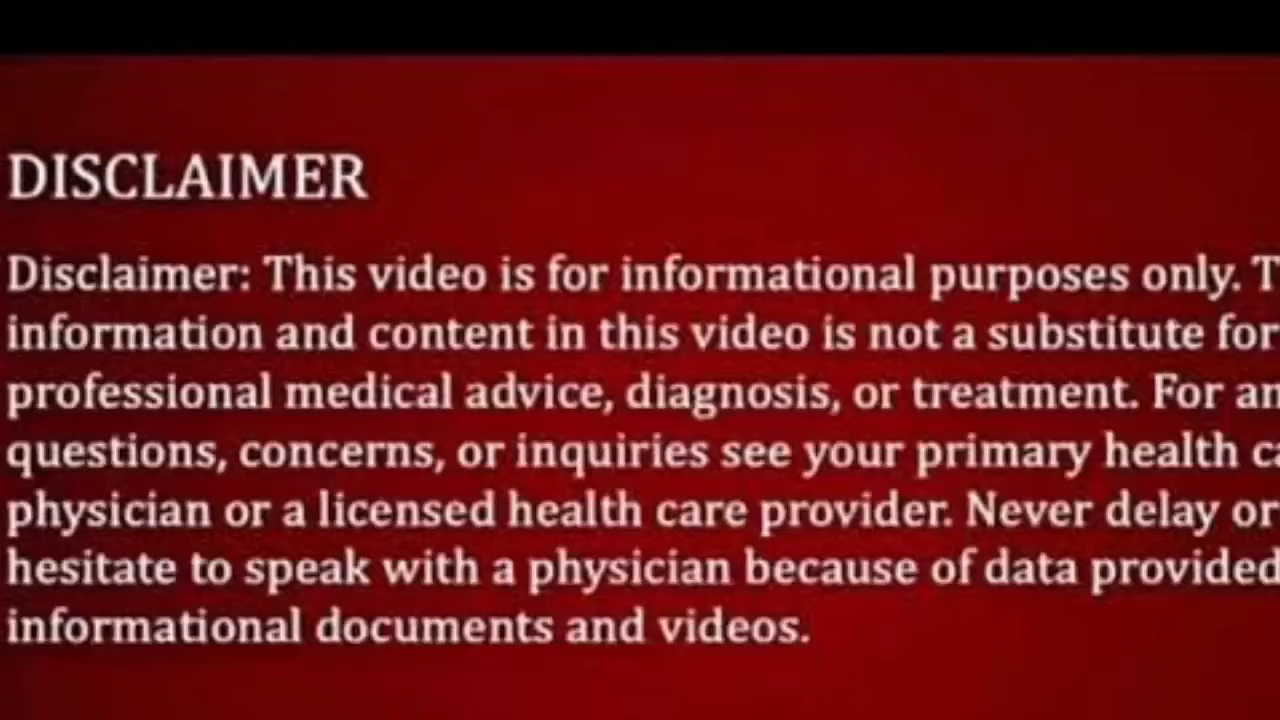 DISCLAIMER
Disclaimer: This video is for informational purposes only. T
information and content in this video is not a substitute for
professional medical advice, diagnosis, or treatment. For an
questions, concerns, or inquiries see your primary health ca
physician or a licensed health care provider. Never delay or
hesitate to speak with a physician because of data provided
informational documents and videos.